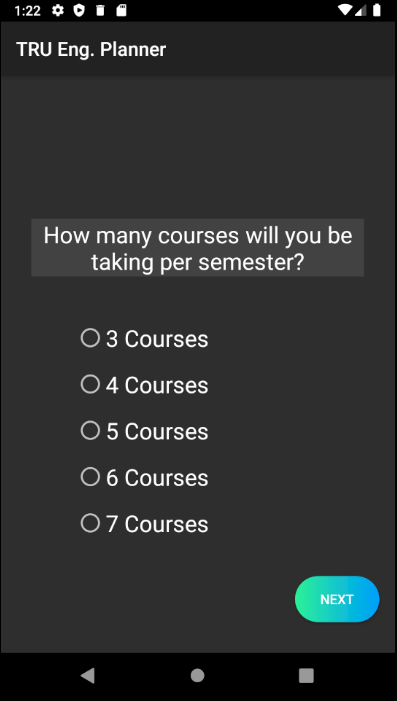 1:22
TRU Eng. Planner
How many courses will you be
taking per semester?
3 Courses
4 Courses
5 Courses
6 Courses
7 Courses
NEXT